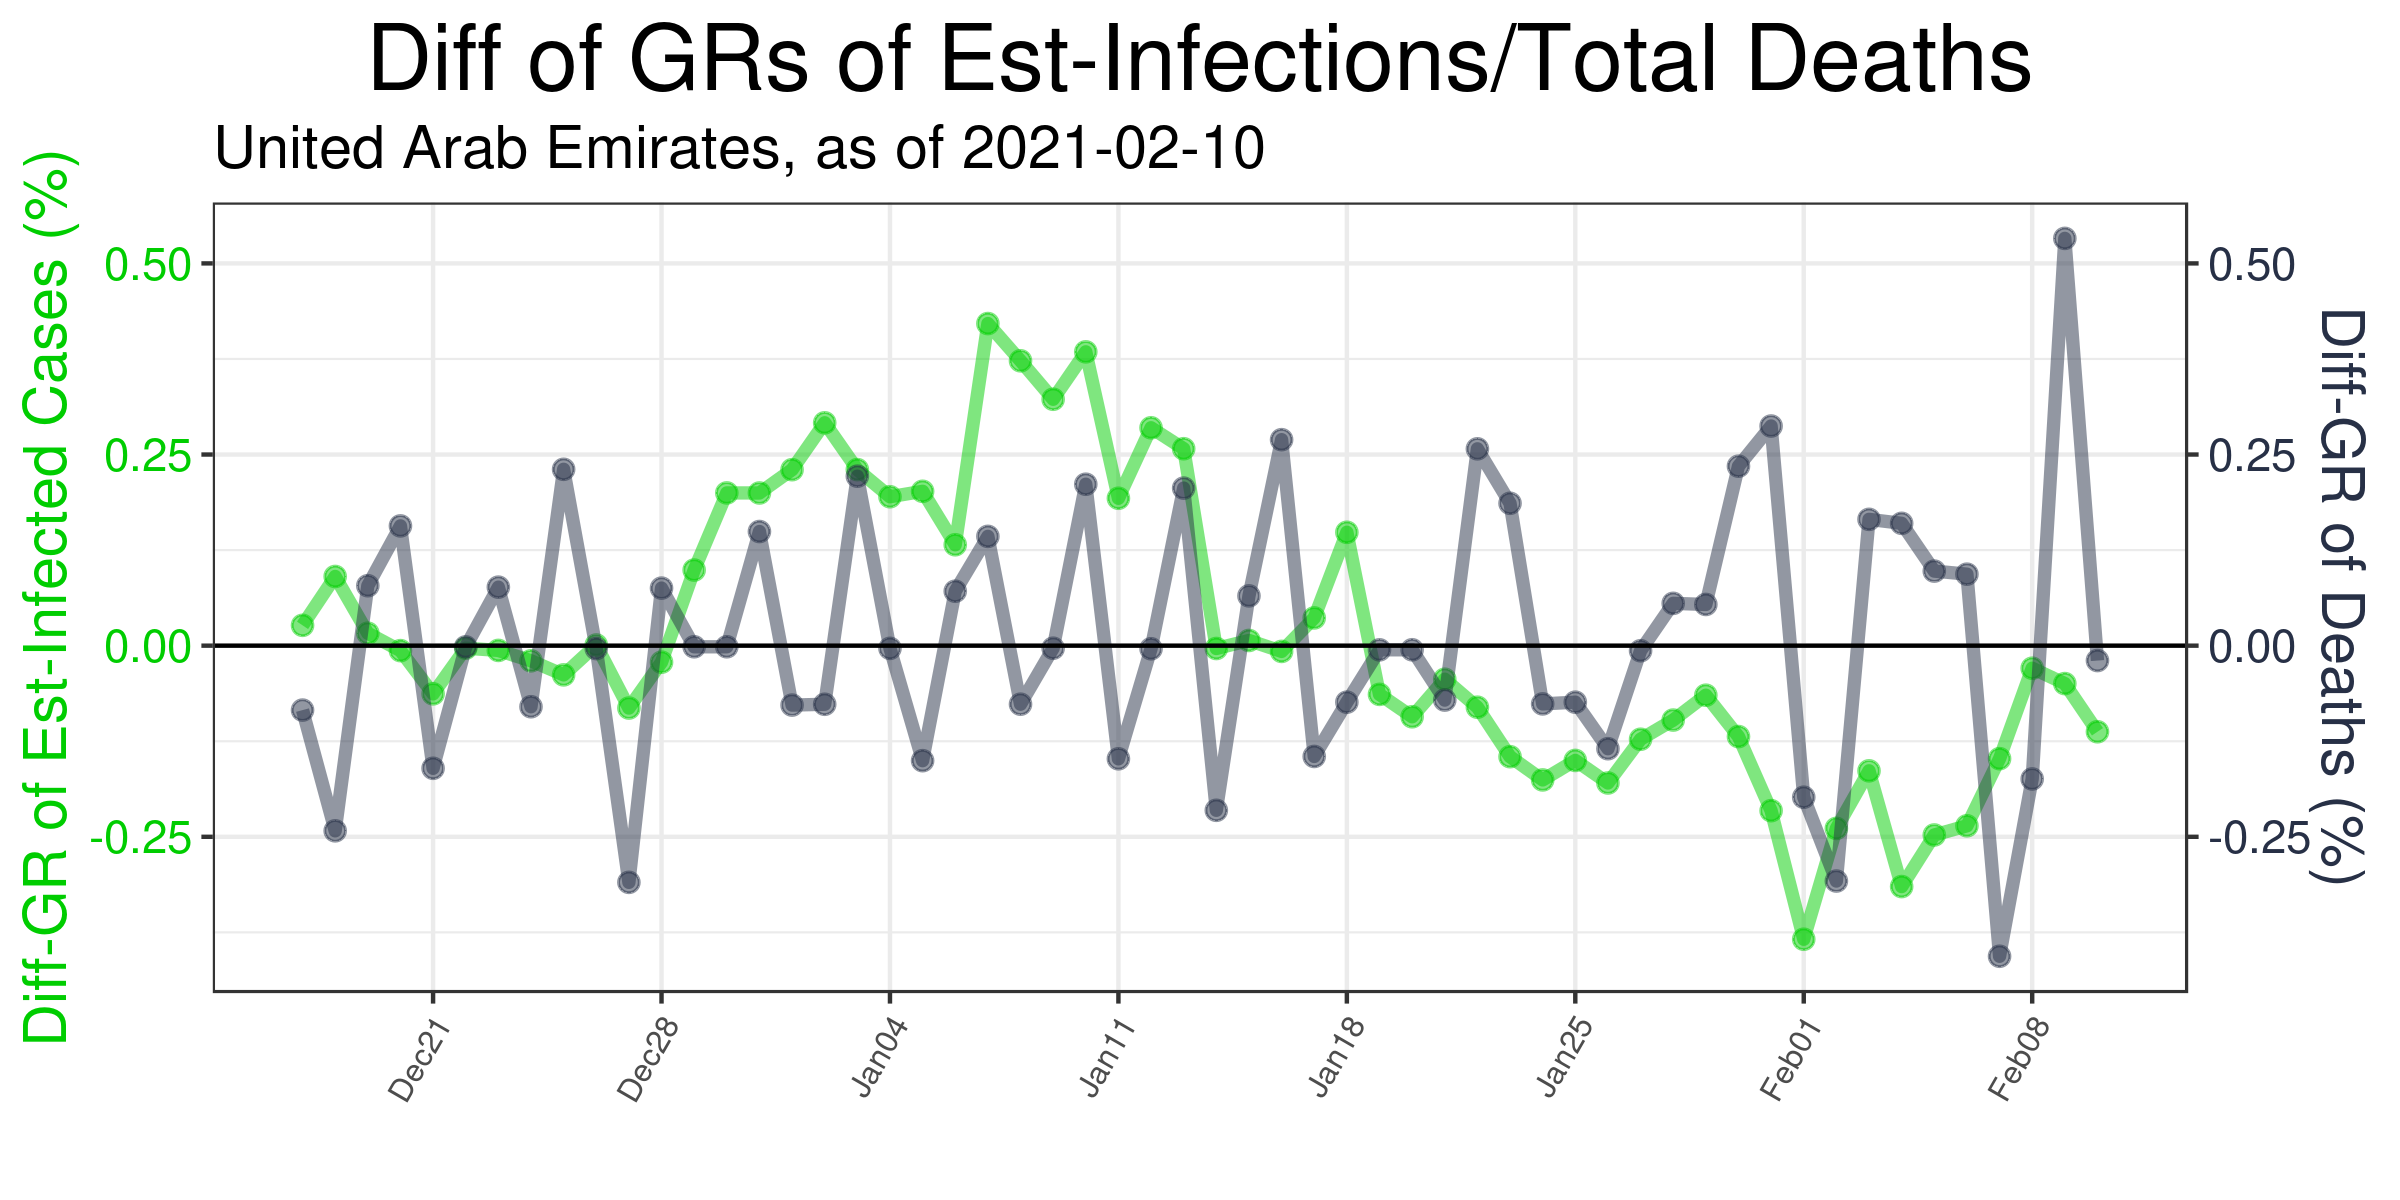 Diff of GRs of Est-Infections/Total Deaths
United Arab Emirates, as of 2021-02-10
Diff-GR of Est-Infected Cases (%)
0.50
0.25
0.00
-0.25
0.50
0.25
0.00
-0.25
Diff-GR of Deaths (%)
Dec21
Dec28
Jan04
Jan11
Jan18
Jan25
Feb01
Feb08